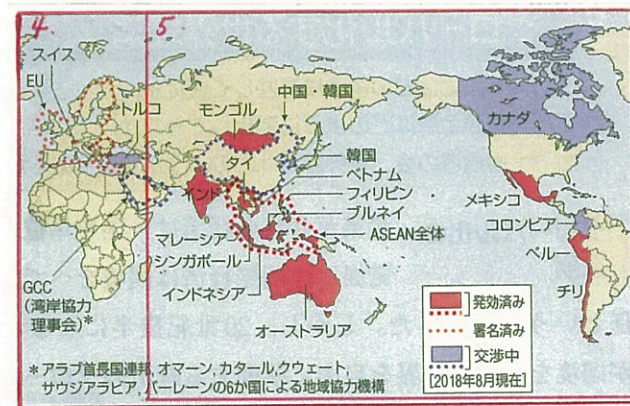 4. 5.
スイス
EU
トルコ
モンゴル
中国・韓国
カナダ
タイ
インド
韓国
ベトナム
フィリピン
ブルネイ
ASEAN全体
マレーシア
シンガポール
インドネシア
オーストラリア
メキシコ
コロンビア
ペルー
チリ
GCC
(湾岸協力
理事会)*
発効済み
署名済み
交渉中
[2018年8月現在]
*アラブ首長国連邦, オマーン, カタール, クウェート,
サウジアラビア, バーレーンの6か国による地域協力機構